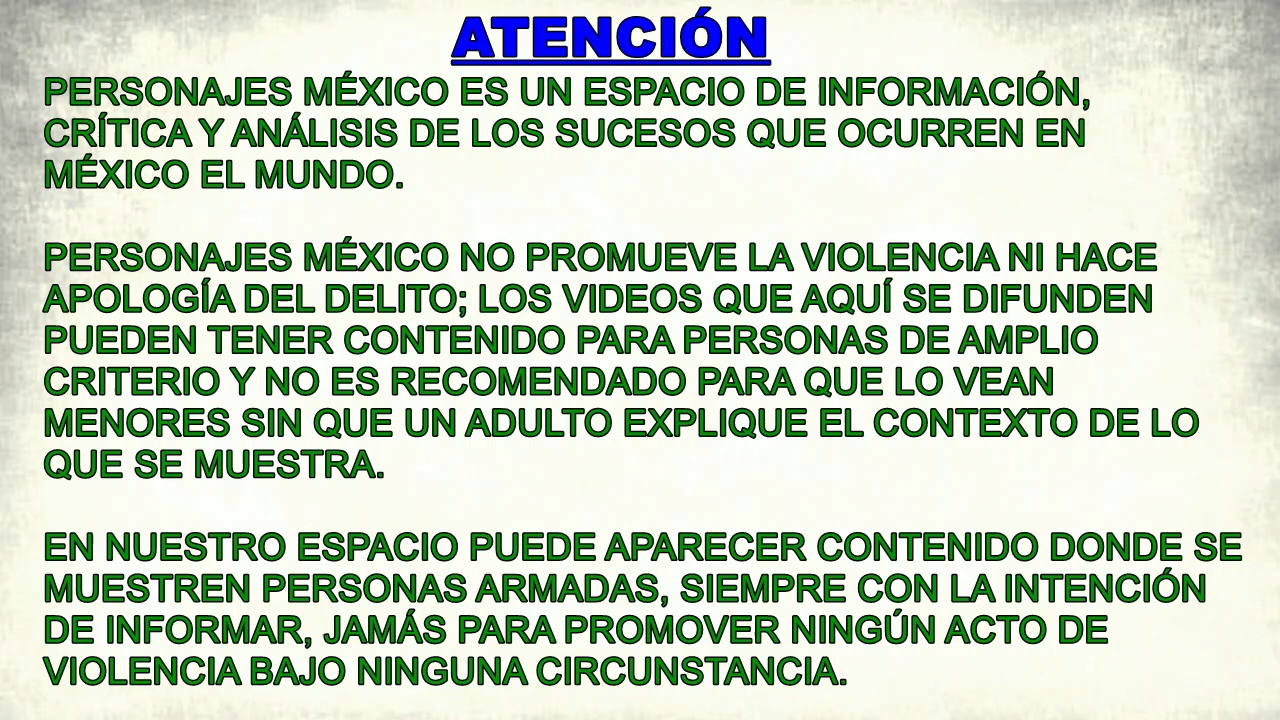 ATENCIÓN
PERSONAJES MÉXICO ES UN ESPACIO DE INFORMACIÓN,
CRÍTICA Y ANÁLISIS DE LOS SUCESOS QUE OCURREN EN
MÉXICO EL MUNDO.
PERSONAJES MÉXICO NO PROMUEVE LA VIOLENCIA NI HACE
APOLOGÍA DEL DELITO; LOS VIDEOS QUE AQUÍ SE DIFUNDEN
PUEDEN TENER CONTENIDO PARA PERSONAS DE AMPLIO
CRITERIO Y NO ES RECOMENDADO PARA QUE LO VEAN
MENORES SIN QUE UN ADULTO EXPLIQUE EL CONTEXTO DE LO
QUE SE MUESTRA.
EN NUESTRO ESPACIO PUEDE APARECER CONTENIDO DONDE SE
MUESTREN PERSONAS ARMADAS, SIEMPRE CON LA INTENCIÓN
DE INFORMAR, JAMÁS PARA PROMOVER NINGÚN ACTO DE
VIOLENCIA BAJO NINGUNA CIRCUNSTANCIA.